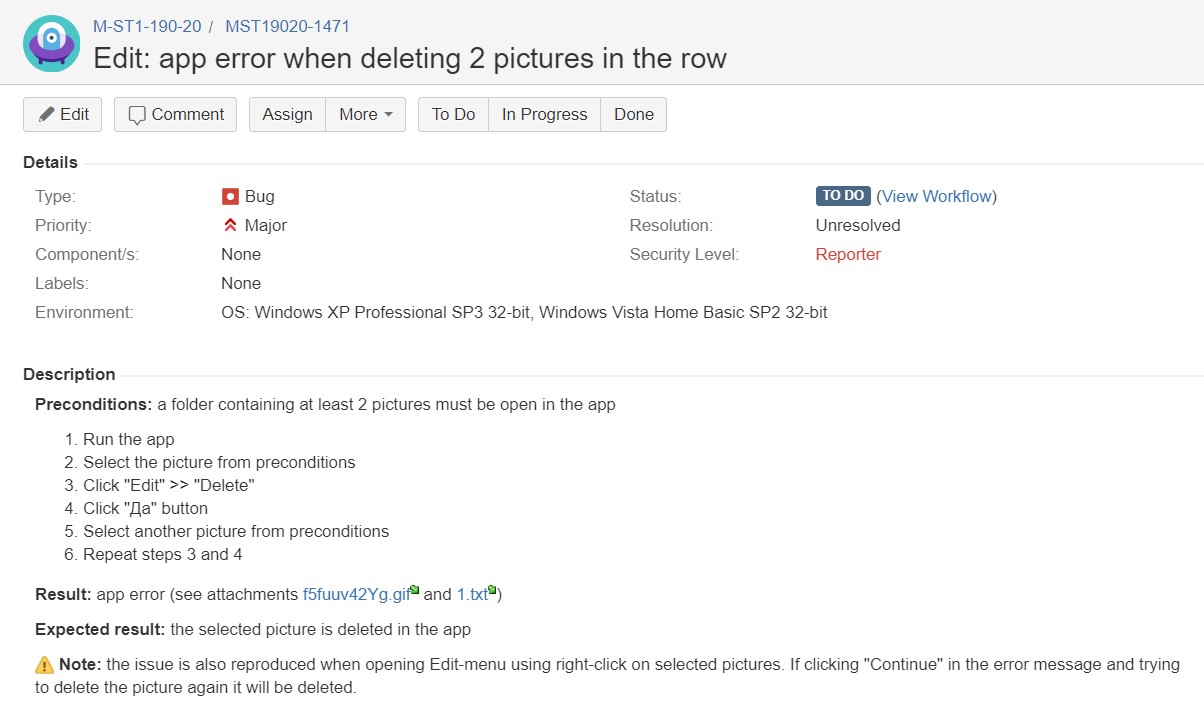 M-ST1-190-20 / MST19020-1471
Edit: app error when deleting 2 pictures in the row
Edit Comment Assign More To Do In Progress Done
Details
Type: Bug Status: TO DO (View Workflow)
Priority: Major Resolution: Unresolved
Component/s: None Security Level: Reporter
Labels: None
Environment: OS: Windows XP Professional SP3 32-bit, Windows Vista Home Basic SP2 32-bit
Description
Preconditions: a folder containing at least 2 pictures must be open in the app
1. Run the app
2. Select the picture from preconditions
3. Click "Edit" >> "Delete"
4. Click "Да" button
5. Select another picture from preconditions
6. Repeat steps 3 and 4
Result: app error (see attachments f5fuuv42Yg.gif and 1.txt)
Expected result: the selected picture is deleted in the app
Note: the issue is also reproduced when opening Edit-menu using right-click on selected pictures. If clicking "Continue" in the error message and trying
to delete the picture again it will be deleted.